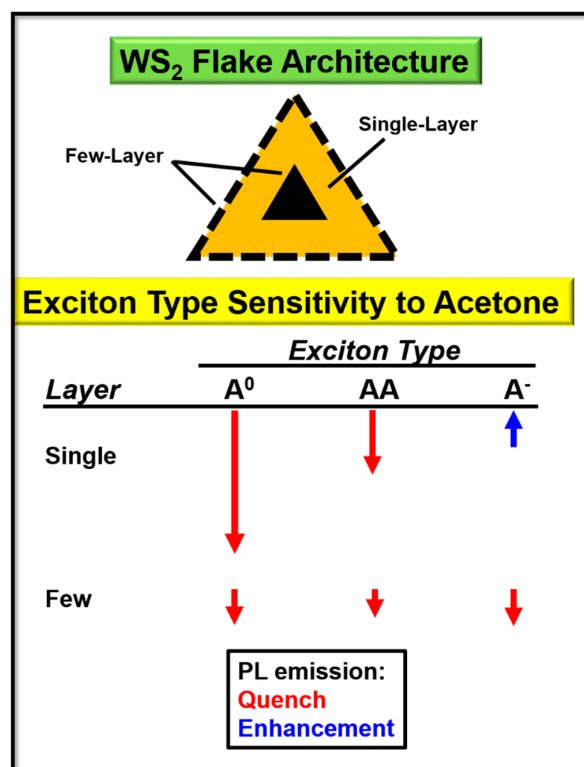 WS₂ Flake Architecture
Single-Layer
Few-Layer
Exciton Type Sensitivity to Acetone
Exciton Type
Layer A⁰ AA A⁻
Single
Few
PL emission:
Quench
Enhancement